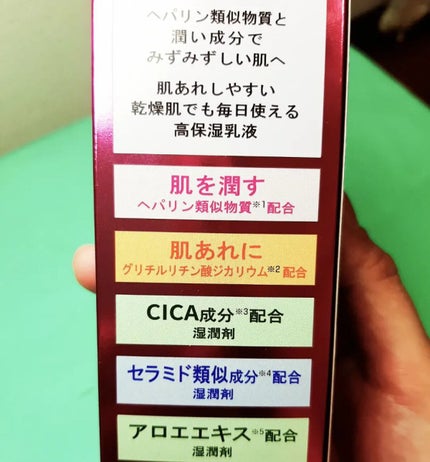 ヘパリン類似物質と
潤い成分で
みずみずしい肌へ
肌あれしやすい
乾燥肌でも毎日使える
高保湿乳液
肌を潤す
ヘパリン類似物質※1配合
肌あれに
グリチルリチン酸ジカリウム※2配合
CICA成分※3配合
湿潤剤
セラミド類似成分※4配合
湿潤剤
アロエエキス※5配合
湿潤剤